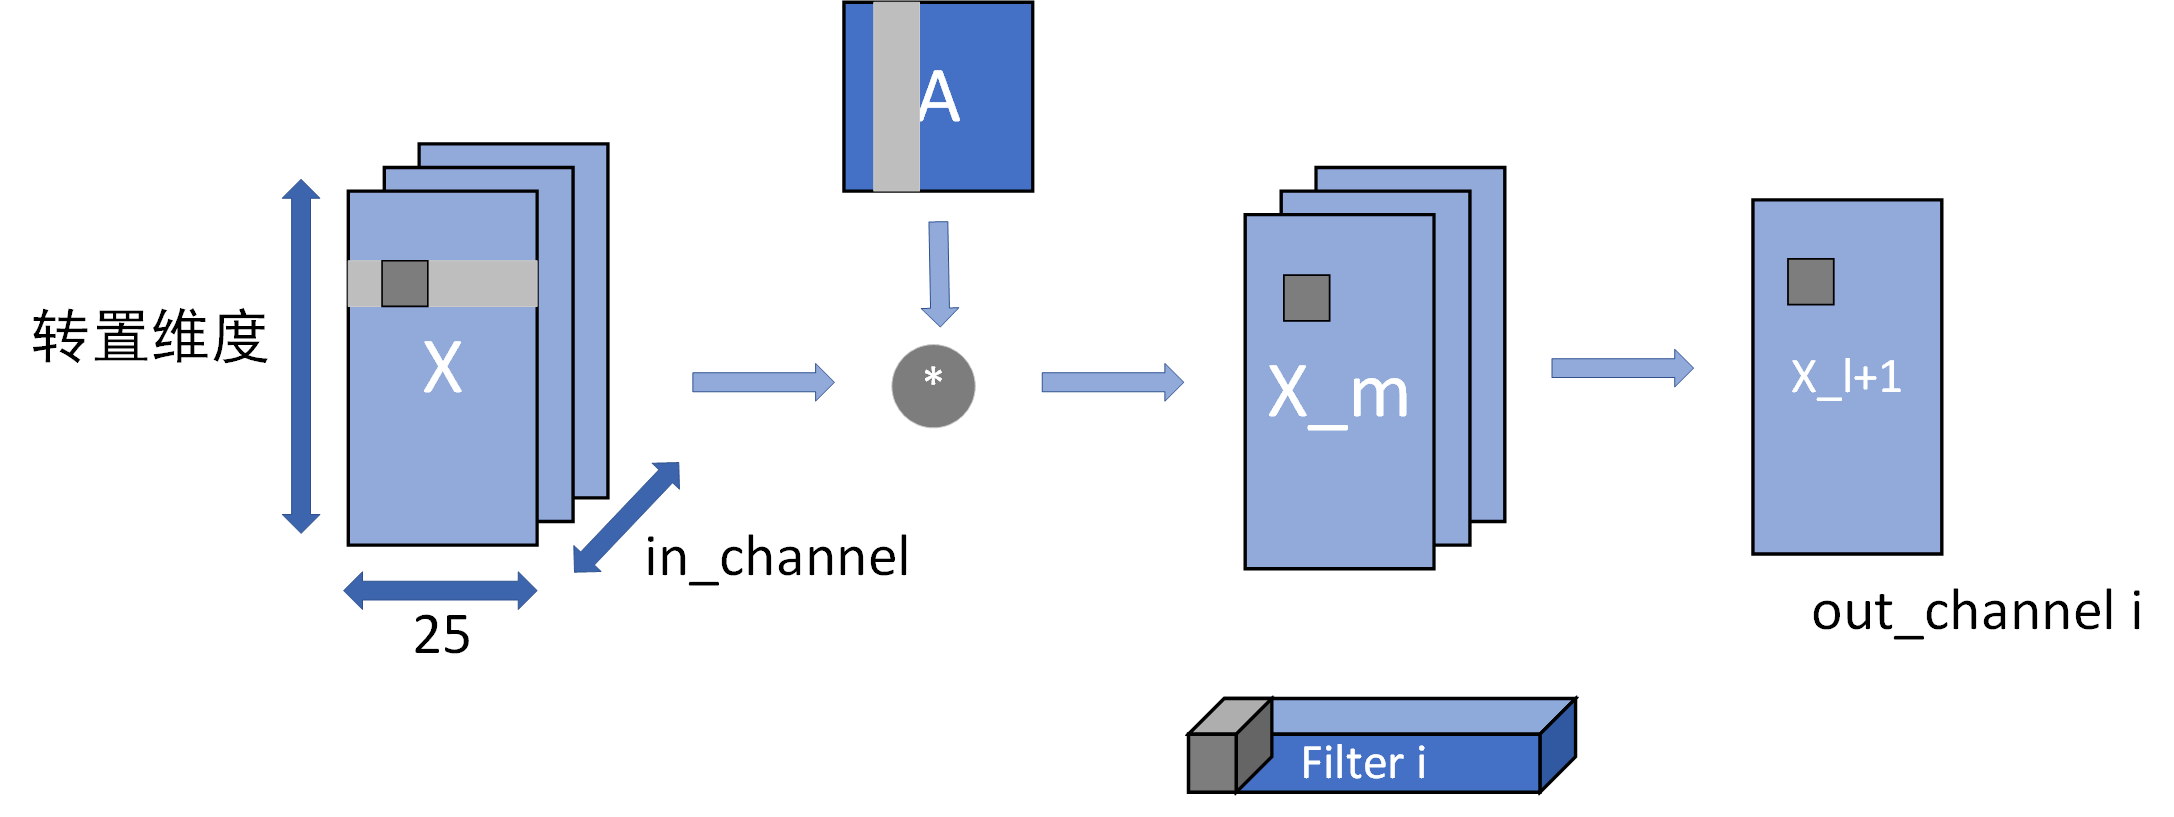 A
转置维度
X
*
X_m
X_l+1
in_channel
25
out_channel i
Filter i